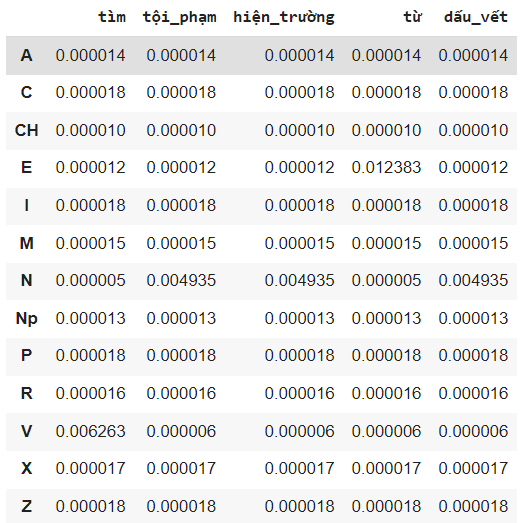 tìm tội_phạm hiện_trường từ dấu_vết
A 0.000014 0.000014 0.000014 0.000014 0.000014
C 0.000018 0.000018 0.000018 0.000018 0.000018
CH 0.000010 0.000010 0.000010 0.000010 0.000010
E 0.000012 0.000012 0.000012 0.012383 0.000012
I 0.000018 0.000018 0.000018 0.000018 0.000018
M 0.000015 0.000015 0.000015 0.000015 0.000015
N 0.000005 0.004935 0.004935 0.000005 0.004935
Np 0.000013 0.000013 0.000013 0.000013 0.000013
P 0.000018 0.000018 0.000018 0.000018 0.000018
R 0.000016 0.000016 0.000016 0.000016 0.000016
V 0.006263 0.000006 0.000006 0.000006 0.000006
X 0.000017 0.000017 0.000017 0.000017 0.000017
Z 0.000018 0.000018 0.000018 0.000018 0.000018